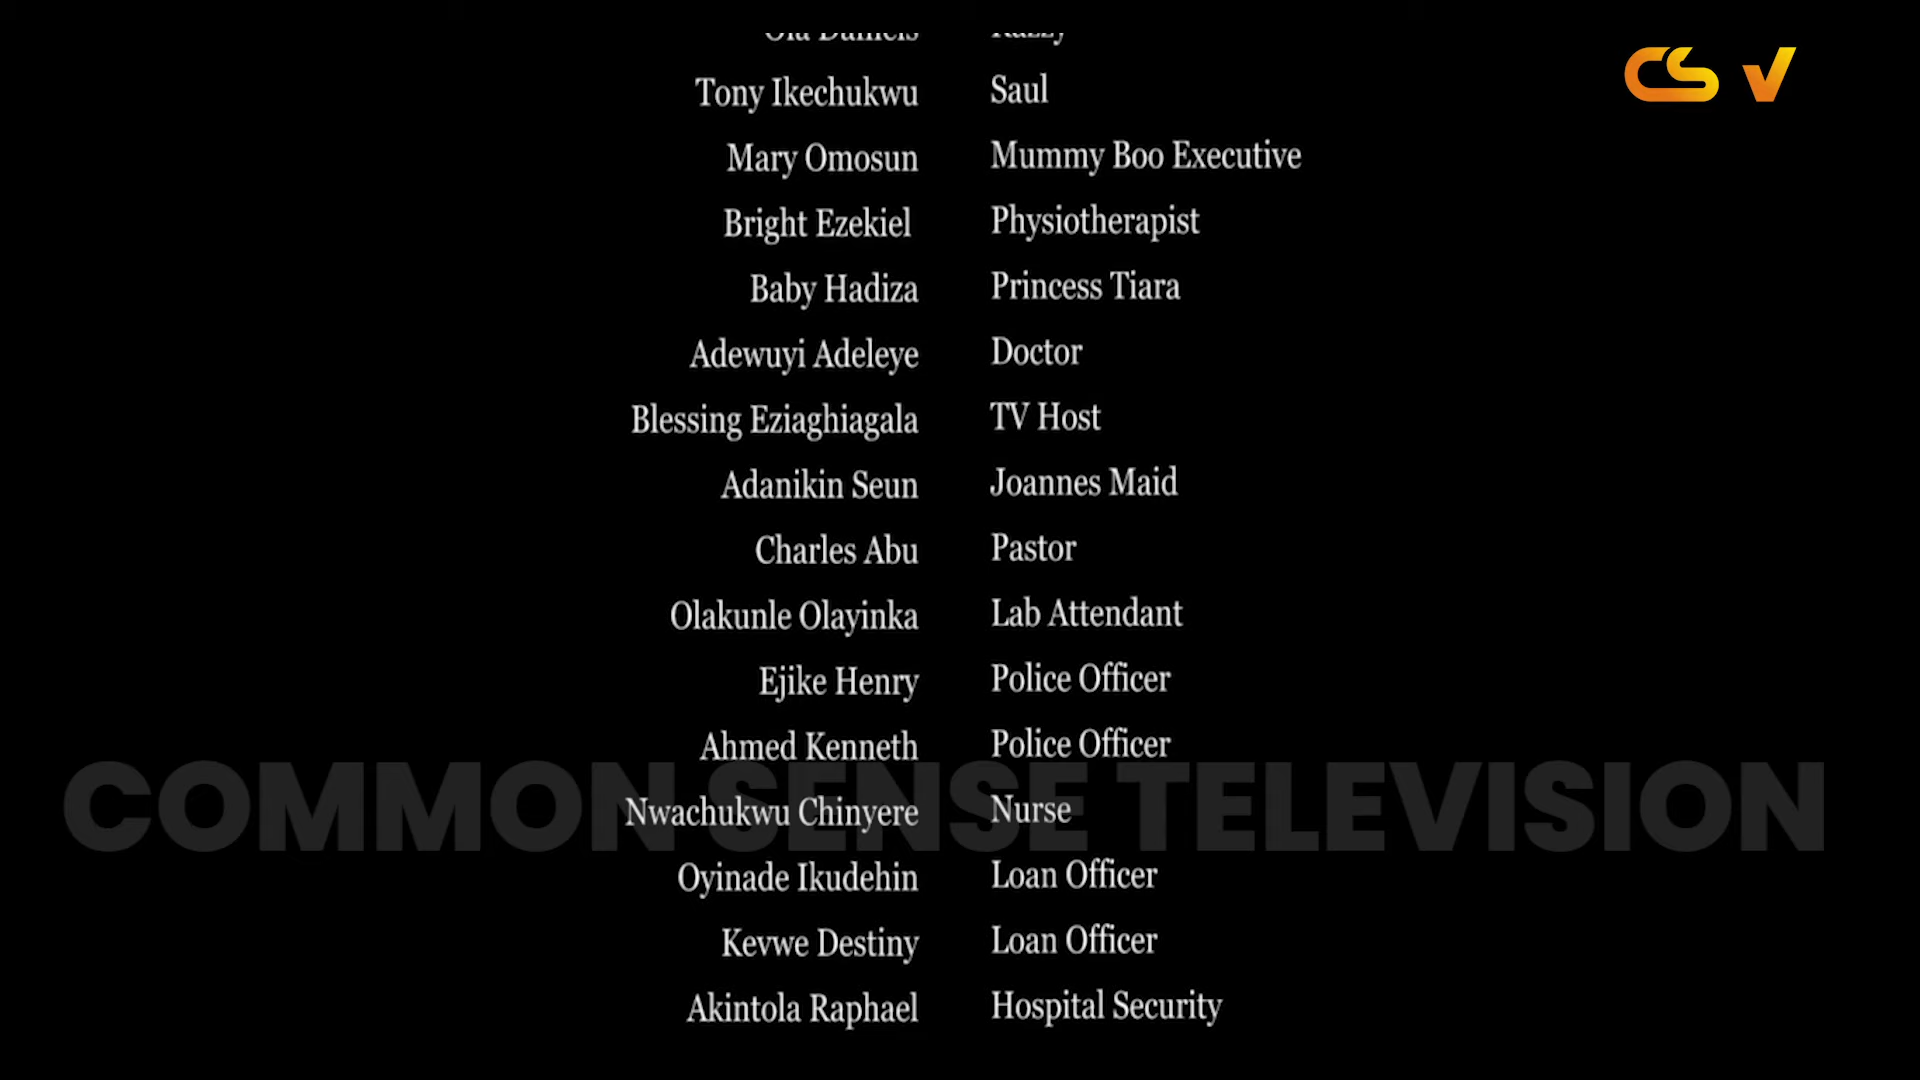 Ola Daniels Razzy
Tony Ikechukwu Saul
Mary Omosun Mummy Boo Executive
Bright Ezekiel Physiotherapist
Baby Hadiza Princess Tiara
Adewuyi Adeleye Doctor
Blessing Eziaghiagala TV Host
Adanikin Seun Joannes Maid
Charles Abu Pastor
Olakunle Olayinka Lab Attendant
Ejike Henry Police Officer
Ahmed Kenneth Police Officer
Nwachukwu Chinyere Nurse
Oyinade Ikudehin Loan Officer
Kevwe Destiny Loan Officer
Akintola Raphael Hospital Security
CS V
COMMON SENSE TELEVISION